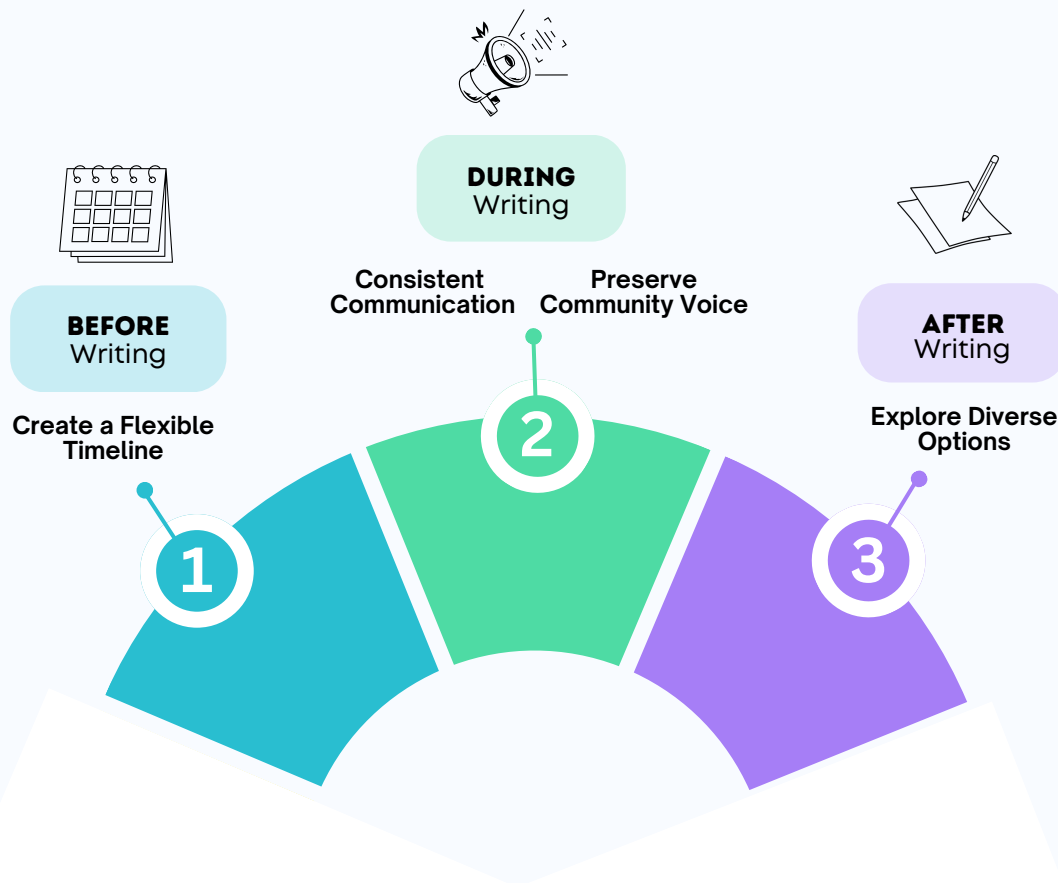 BEFORE
Writing
Create a Flexible
Timeline
1
DURING
Writing
Consistent
Communication
Preserve
Community Voice
2
AFTER
Writing
Explore Diverse
Options
3